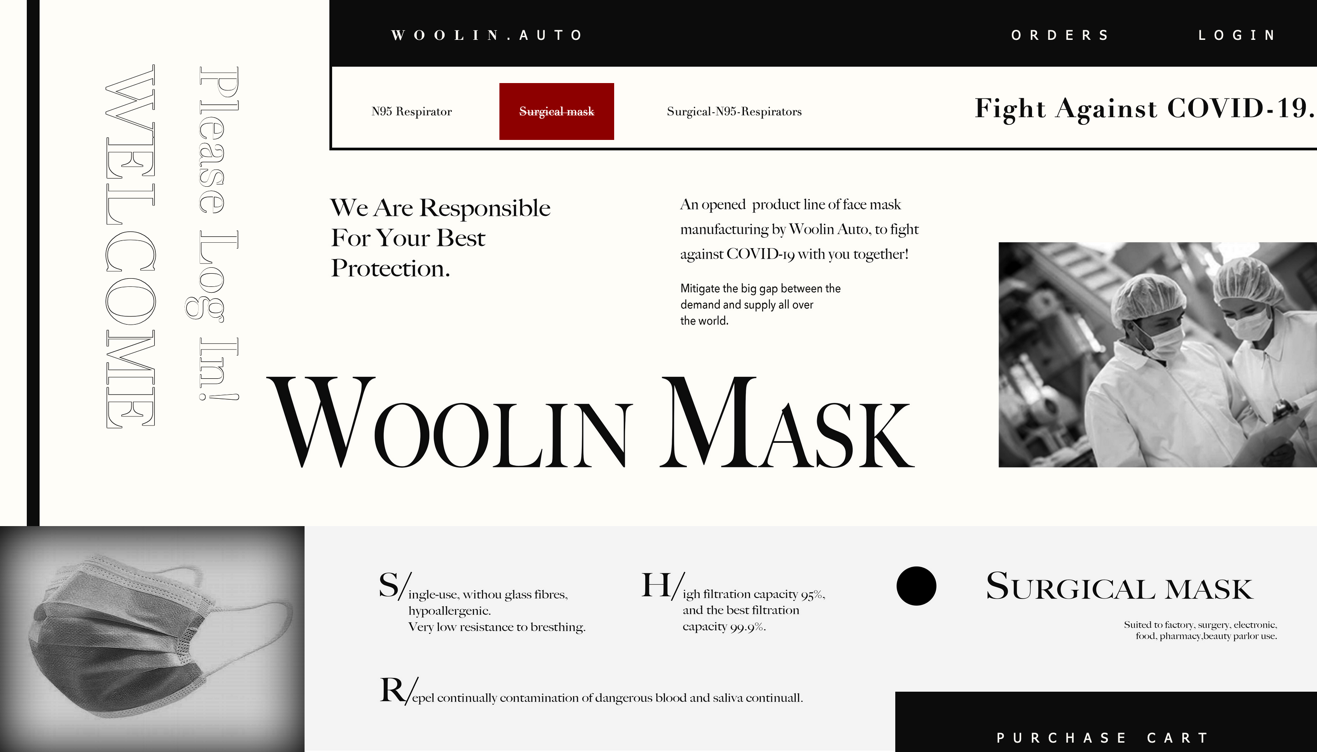 WOOLIN.AUTO
ORDERS
LOGIN
WELCOME
Please Log In!
N95 Respirator
Surgical mask
Surgical-N95-Respirators
Fight Against COVID-19.
We Are Responsible
For Your Best
Protection.
An opened product line of face mask
manufacturing by Woolin Auto, to fight
against COVID-19 with you together!
Mitigate the big gap between the
demand and supply all over
the world.
WOOLIN MASK
S/ingle-use, withou glass fibres,
hypoallergenic.
Very low resistance to bresthing.
H/igh filtration capacity 95%,
and the best filtration
capacity 99.9%.
R/epel continually contamination of dangerous blood and saliva continuall.
SURGICAL MASK
Suited to factory, surgery, electronic,
food, pharmacy,beauty parlor use.
PURCHASE CART